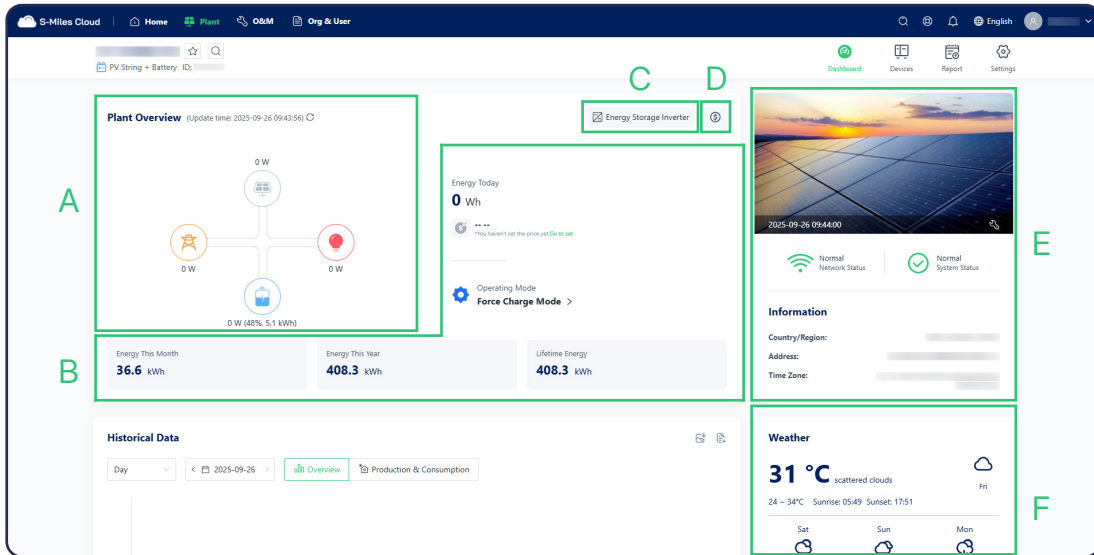 S-Miles Cloud
Home
Plant
O&M
Org & User
English
PV String + Battery ID:
Dashboard
Devices
Report
Settings
C
D
Plant Overview (Update time: 2025-09-26 09:43:56)
Energy Storage Inverter
0 W
A
0 W
0 W
0 W (48%, 5.1 kWh)
Energy Today
0 Wh
-- --
*You haven't set the price yet.Go to set
Operating Mode
Force Charge Mode >
B
Energy This Month
36.6 kWh
Energy This Year
408.3 kWh
Lifetime Energy
408.3 kWh
2025-09-26 09:44:00
E
Normal
Network Status
Normal
System Status
Information
Country/Region:
Address:
Time Zone:
Historical Data
Day
< 2025-09-26 >
Overview
Production & Consumption
Weather
31 °C scattered clouds
Fri
24 ~ 34°C Sunrise: 05:49 Sunset: 17:51
F
Sat
Sun
Mon